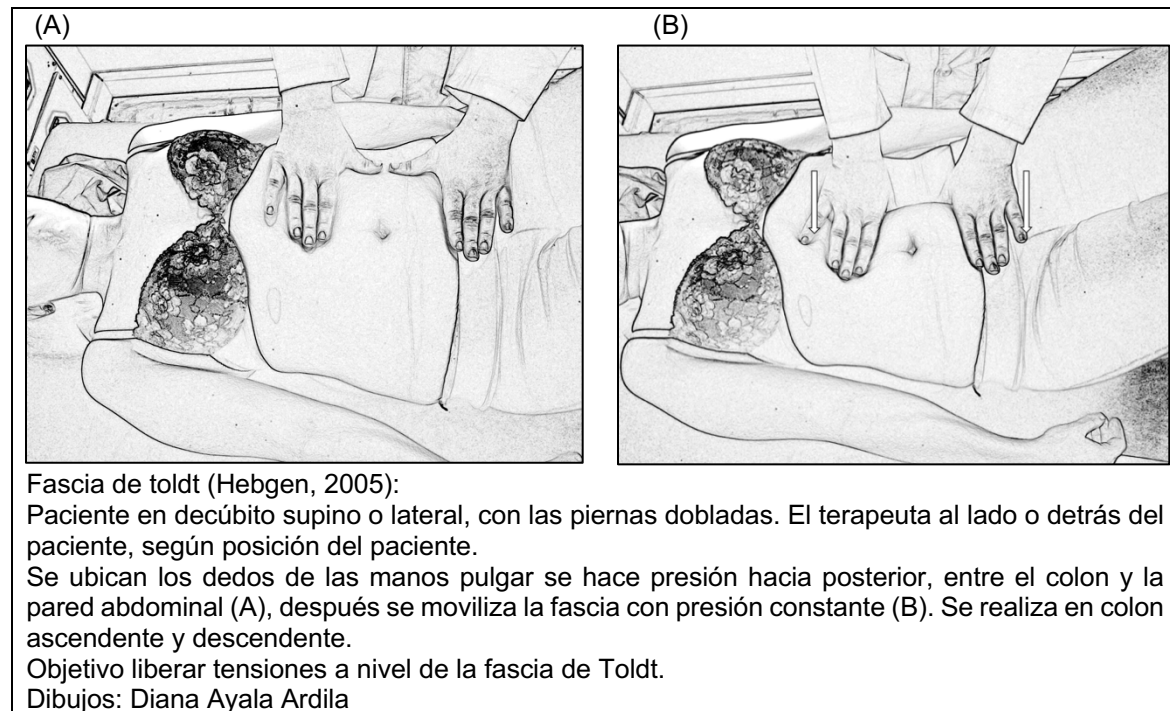 (A) (B)
Fascia de toldt (Hebgen, 2005):
Paciente en decúbito supino o lateral, con las piernas dobladas. El terapeuta al lado o detrás del
paciente, según posición del paciente.
Se ubican los dedos de las manos pulgar se hace presión hacia posterior, entre el colon y la
pared abdominal (A), después se moviliza la fascia con presión constante (B). Se realiza en colon
ascendente y descendente.
Objetivo liberar tensiones a nivel de la fascia de Toldt.
Dibujos: Diana Ayala Ardila